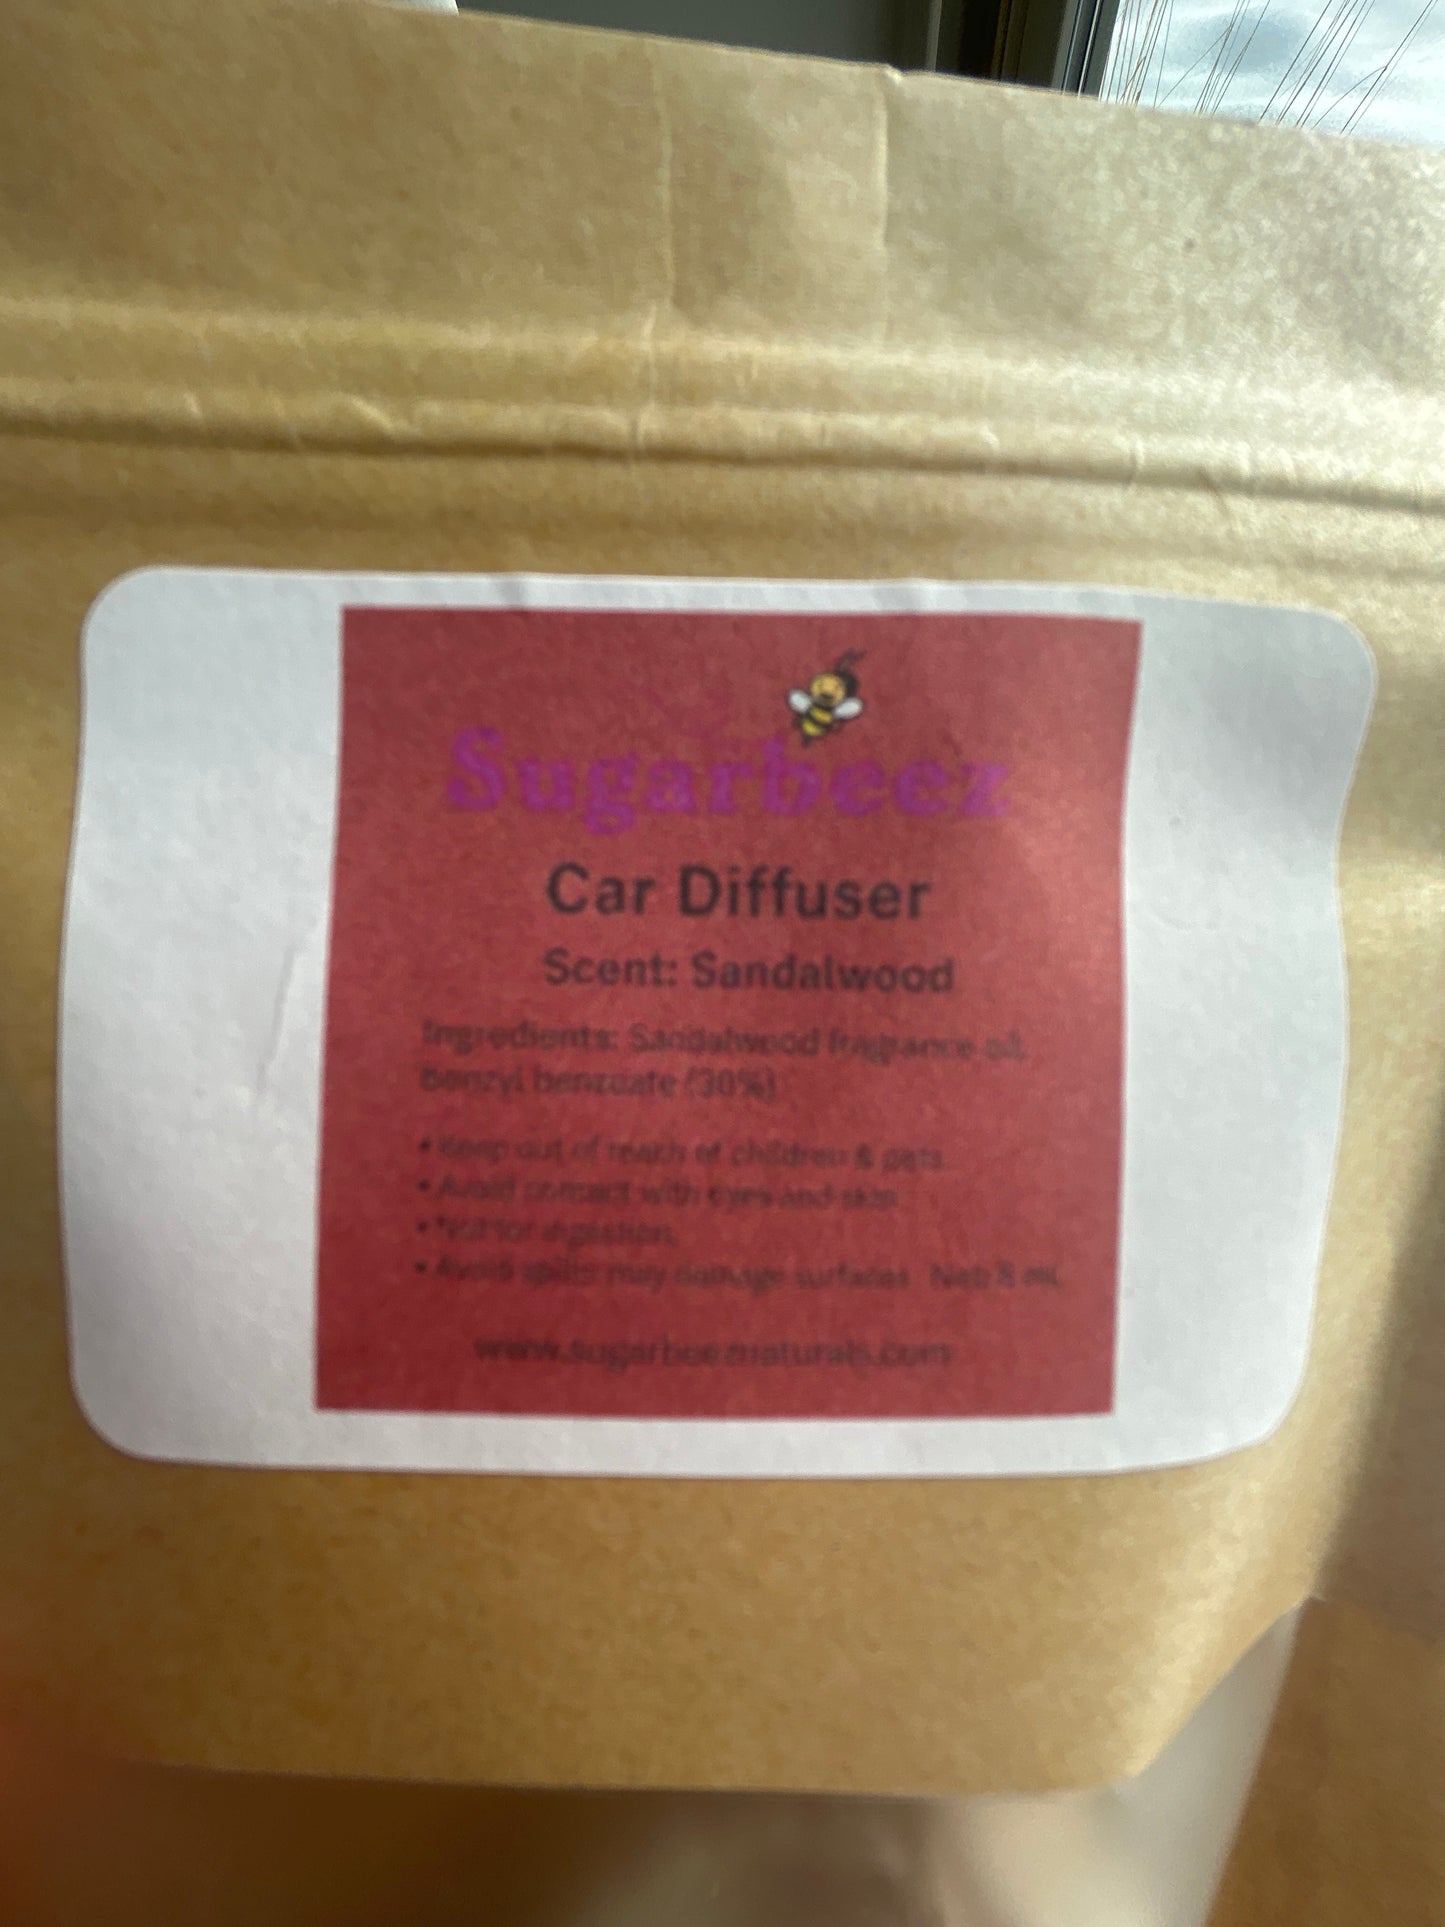 Sugarbeez
Car Diffuser
Scent: Sandalwood
Ingredients: Sandalwood fragrance oil,
benzyl benzoate (30%)
• Keep out of reach of children & pets
• Avoid contact with eyes and skin
• Not for ingestion
• Avoid spills may damage surfaces Net: 8 mL
www.sugarbeeznaturals.com